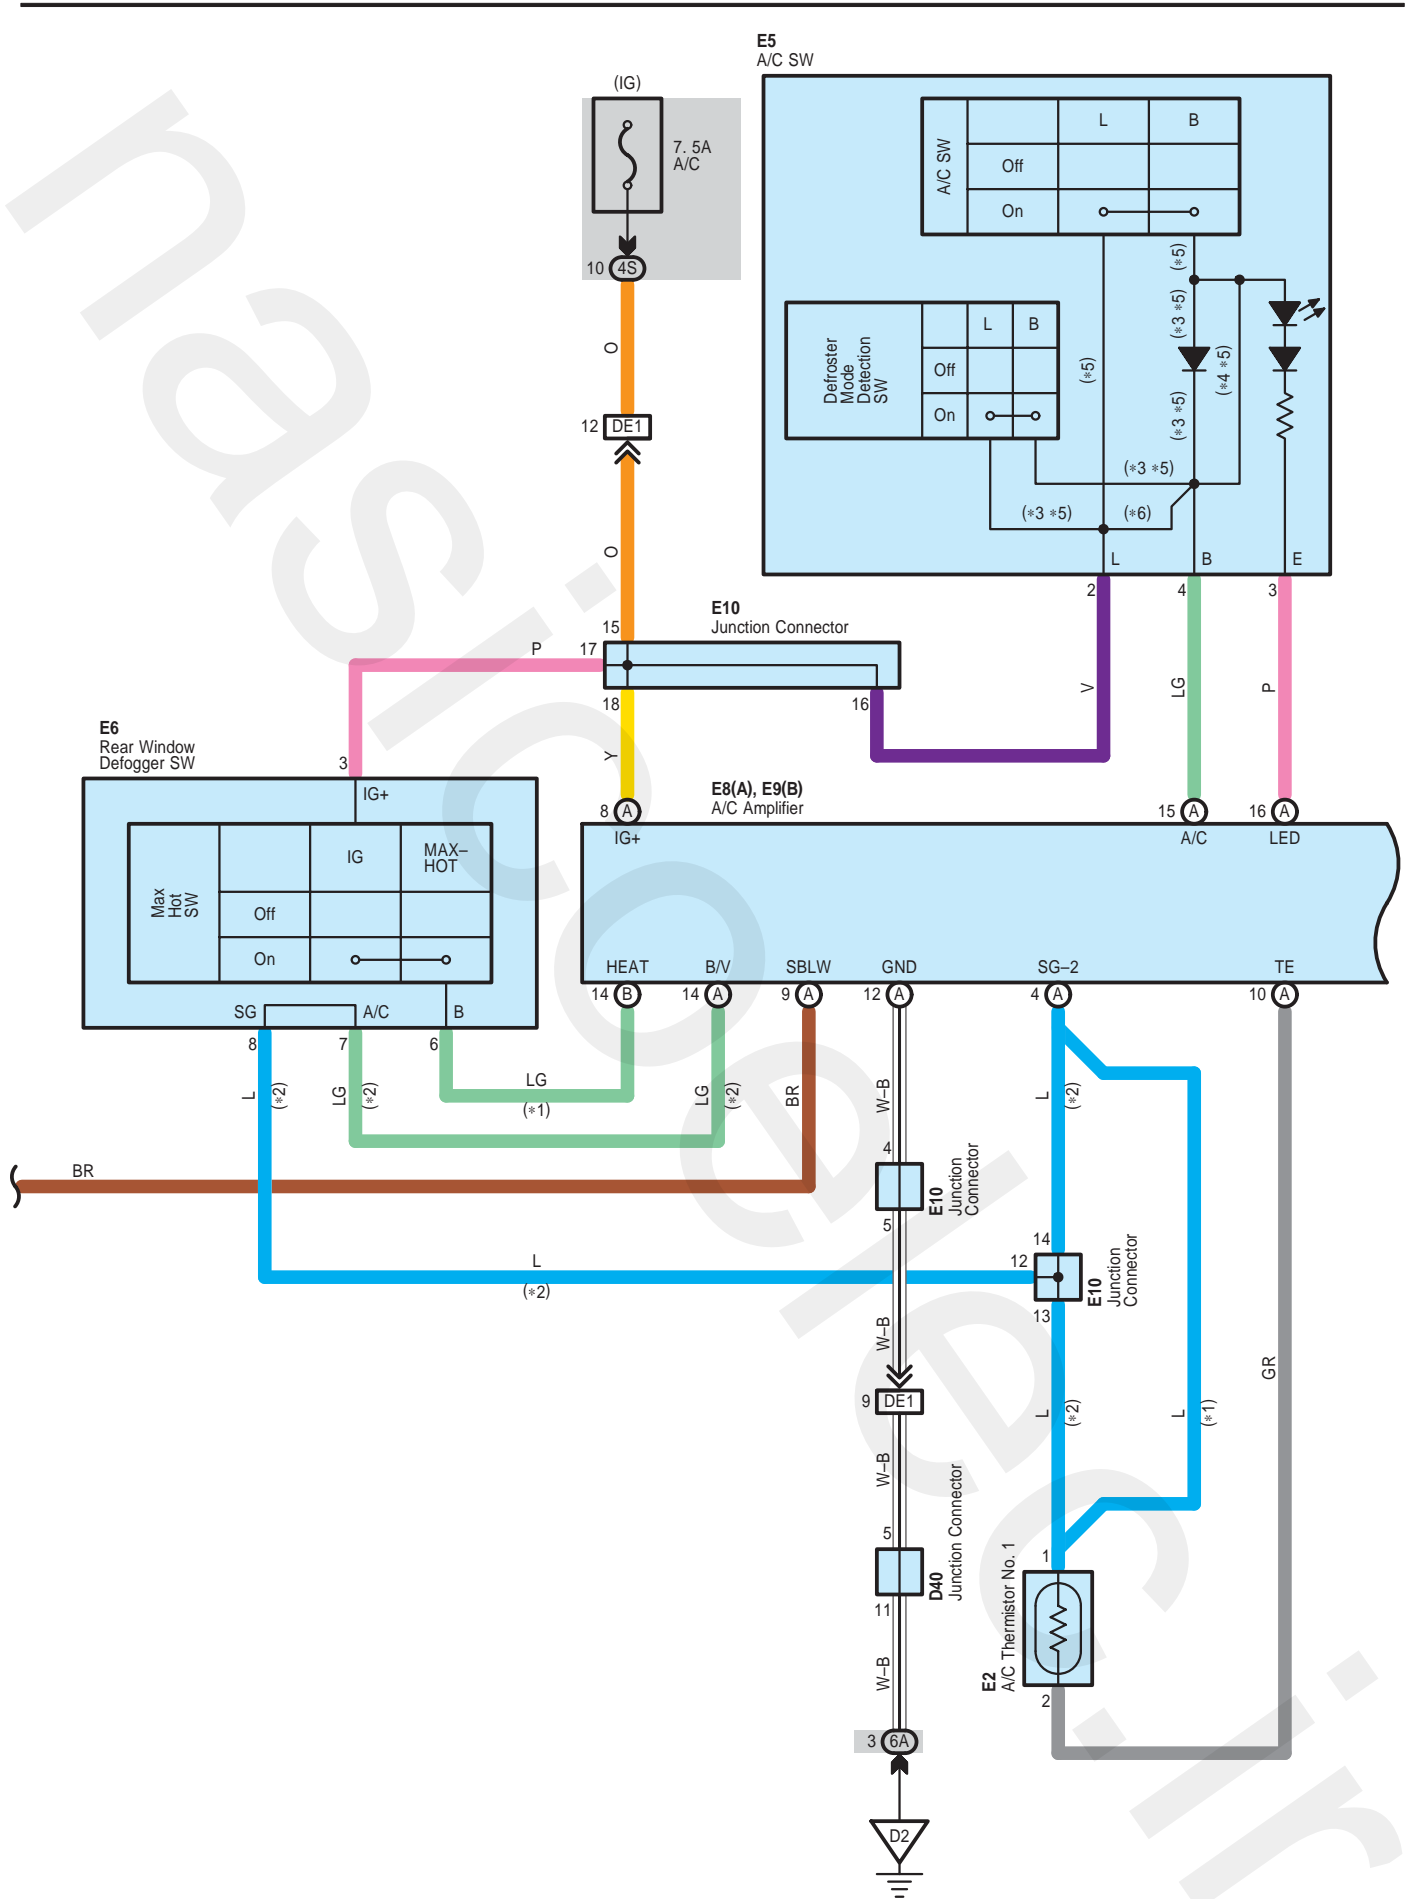 E5
A/C SW
(IG)
7. 5A
A/C
10 4S
A/C SW
L B
Off
On
(*5)
(*3 *5)
(*4 *5)
(*3 *5)
(*5)
Defroster
Mode
Detection
SW
L B
Off
On
(*3 *5)
(*3 *5) (*6)
L B E
2 4 3
O
12 DE1
O
E10
Junction Connector
15
17
P
18
16
Y
V
LG
P
E6
Rear Window
Defogger SW
3
IG+
Max
Hot
SW
IG
MAX–
HOT
Off
On
SG A/C B
8 7 6
E8(A), E9(B)
A/C Amplifier
8 A
IG+
15 A
A/C
16 A
LED
HEAT B/V SBLW GND SG–2 TE
14 B
14 A
9 A
12 A
4 A
10 A
L
(*2)
LG
(*2)
LG
(*1)
LG
(*2)
BR
W–B
L
(*2)
BR
4
E10
Junction
Connector
5
L
(*2)
14
12
E10
Junction
Connector
13
W–B
9 DE1
L
(*2)
L
(*1)
GR
W–B
5
D40
Junction Connector
11
1
E2
A/C Thermistor No. 1
2
W–B
3 6A
D2
nasicoelec.ir